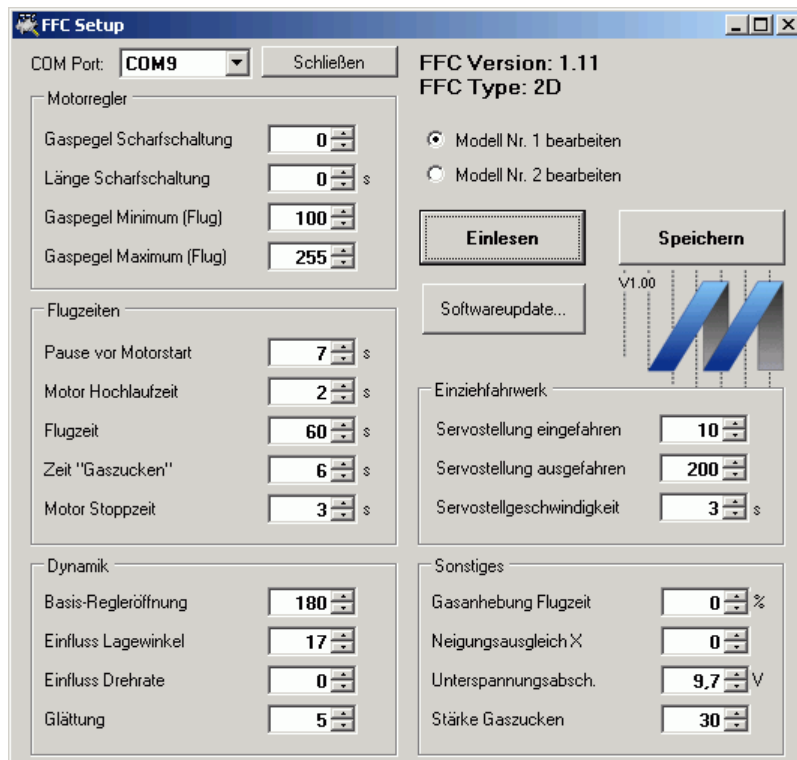 FFC Setup
COM Port: COM9 Schließen
FFC Version: 1.11
FFC Type: 2D
Motorregler
Gaspegel Scharfschaltung 0
Länge Scharfschaltung 0 s
Gaspegel Minimum (Flug) 100
Gaspegel Maximum (Flug) 255
Modell Nr. 1 bearbeiten
Modell Nr. 2 bearbeiten
Einlesen Speichern
Softwareupdate...
V1.00
Flugzeiten
Pause vor Motorstart 7 s
Motor Hochlaufzeit 2 s
Flugzeit 60 s
Zeit "Gaszucken" 6 s
Motor Stoppzeit 3 s
Einziehfahrwerk
Servostellung eingefahren 10
Servostellung ausgefahren 200
Servostellgeschwindigkeit 3 s
Dynamik
Basis-Regleröffnung 180
Einfluss Lagewinkel 17
Einfluss Drehrate 0
Glättung 5
Sonstiges
Gasanhebung Flugzeit 0 %
Neigungsausgleich X 0
Unterspannungsabsch. 9,7 V
Stärke Gaszucken 30